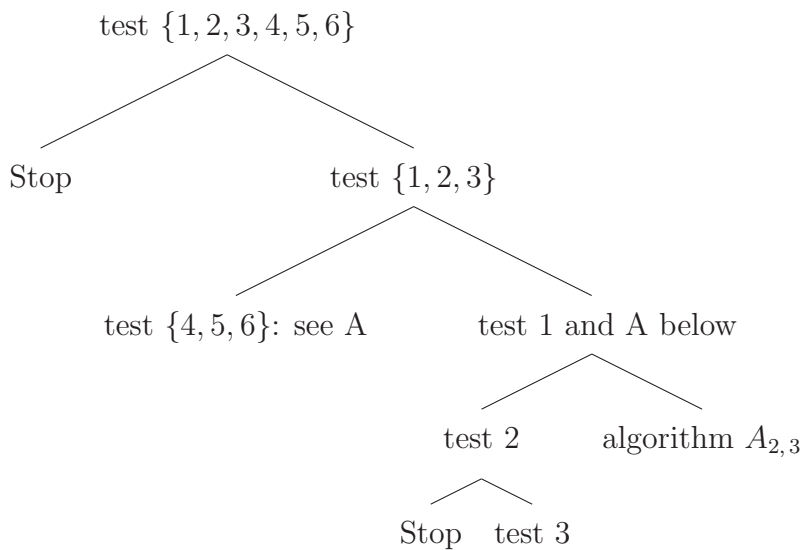 test {1, 2, 3, 4, 5, 6}
Stop
test {1, 2, 3}
test {4, 5, 6}: see A
test 1 and A below
test 2
algorithm A₂,₃
Stop
test 3